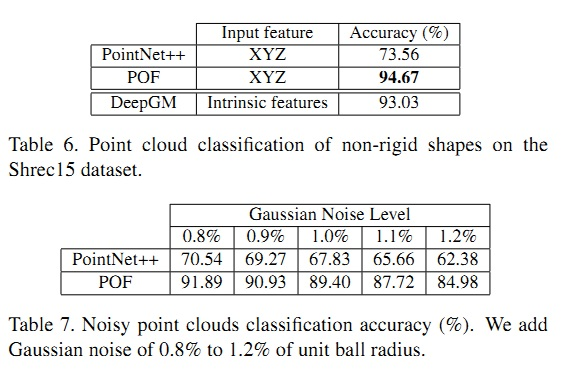 Input feature Accuracy (%)
PointNet++ XYZ 73.56
POF XYZ 94.67
DeepGM Intrinsic features 93.03
Table 6. Point cloud classification of non-rigid shapes on the
Shrec15 dataset.
Gaussian Noise Level
0.8% 0.9% 1.0% 1.1% 1.2%
PointNet++ 70.54 69.27 67.83 65.66 62.38
POF 91.89 90.93 89.40 87.72 84.98
Table 7. Noisy point clouds classification accuracy (%). We add
Gaussian noise of 0.8% to 1.2% of unit ball radius.